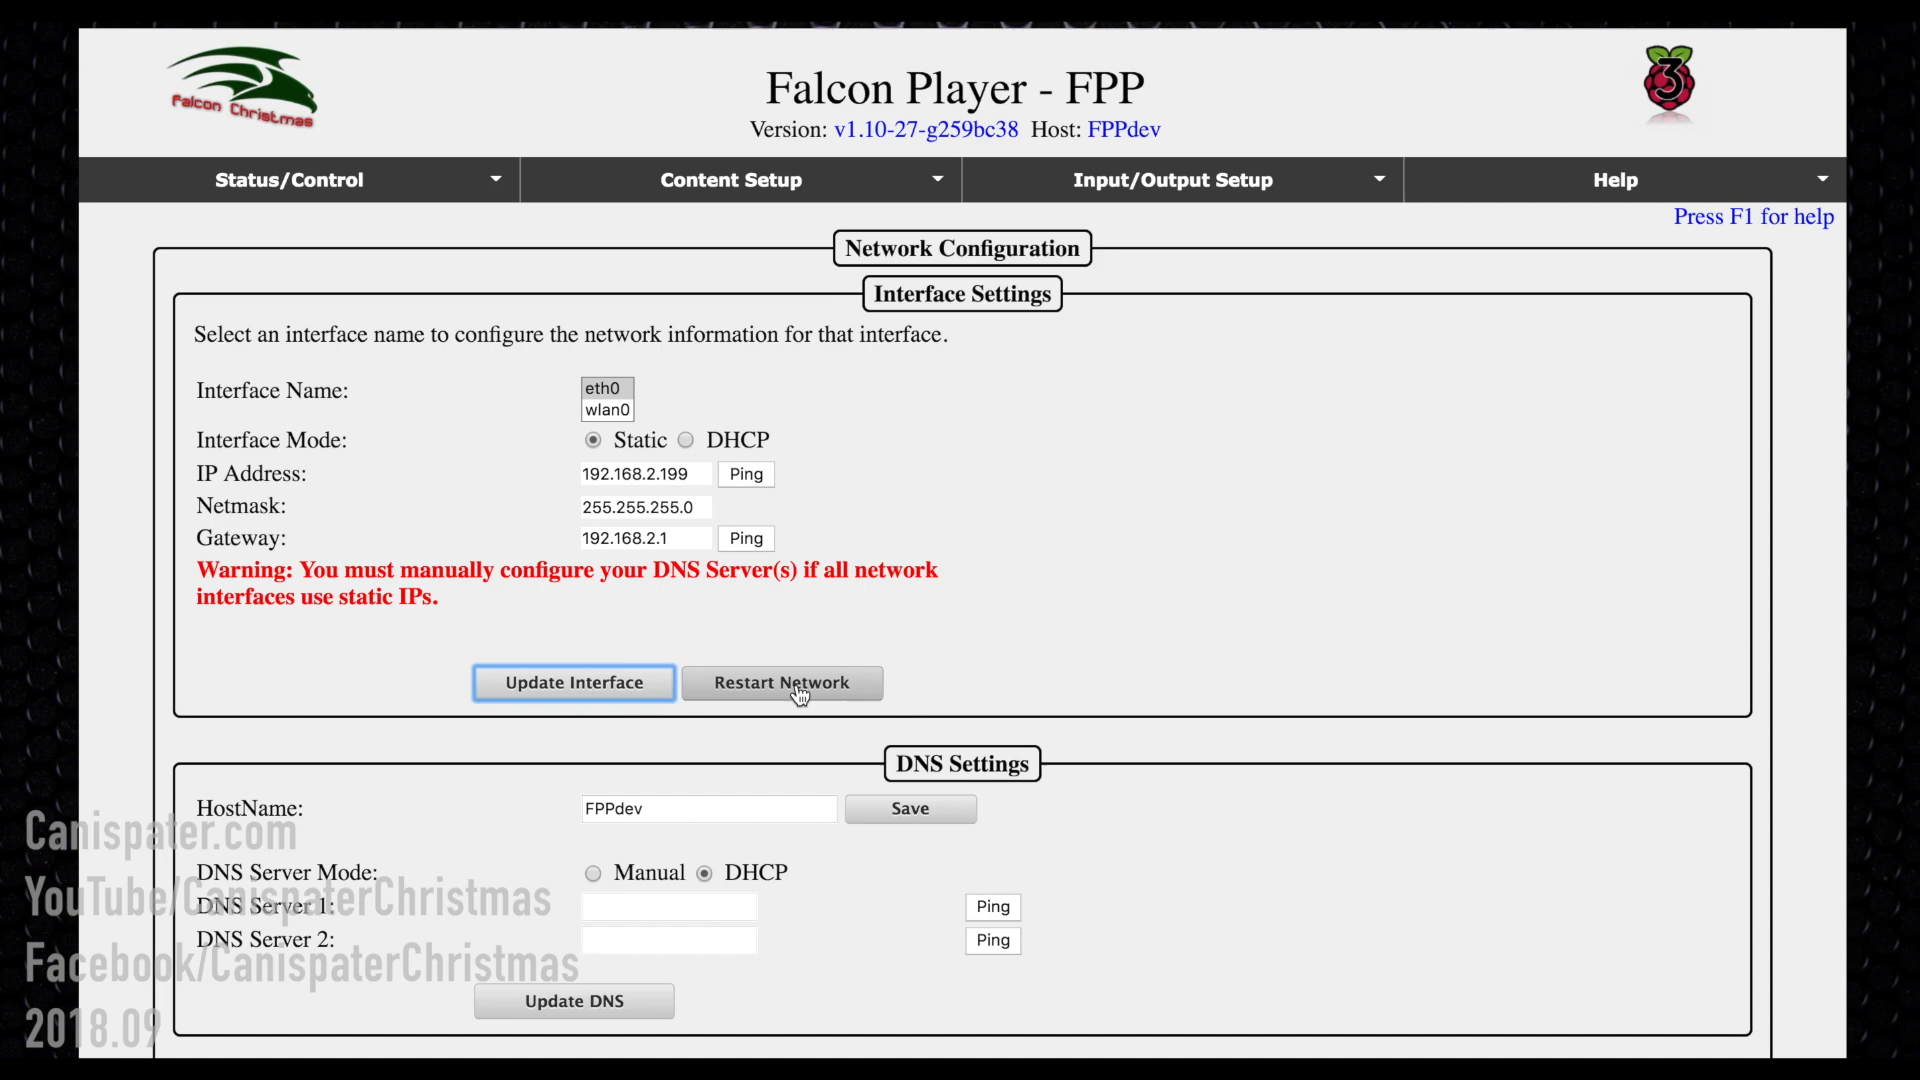 Falcon Christmas
Falcon Player - FPP
3
Version: v1.10-27-g259bc38 Host: FPPdev
Status/Control
Content Setup
Input/Output Setup
Help
Press F1 for help
Network Configuration
Interface Settings
Select an interface name to configure the network information for that interface.
Interface Name:
eth0
wlan0
Interface Mode: Static DHCP
IP Address: 192.168.2.199 Ping
Netmask: 255.255.255.0
Gateway: 192.168.2.1 Ping
Warning: You must manually configure your DNS Server(s) if all network
interfaces use static IPs.
Update Interface Restart Network
DNS Settings
HostName: FPPdev Save
DNS Server Mode: Manual DHCP
DNS Server 1: Ping
DNS Server 2: Ping
Update DNS
Canispater.com
YouTube/CanispaterChristmas
Facebook/CanispaterChristmas
2018.09